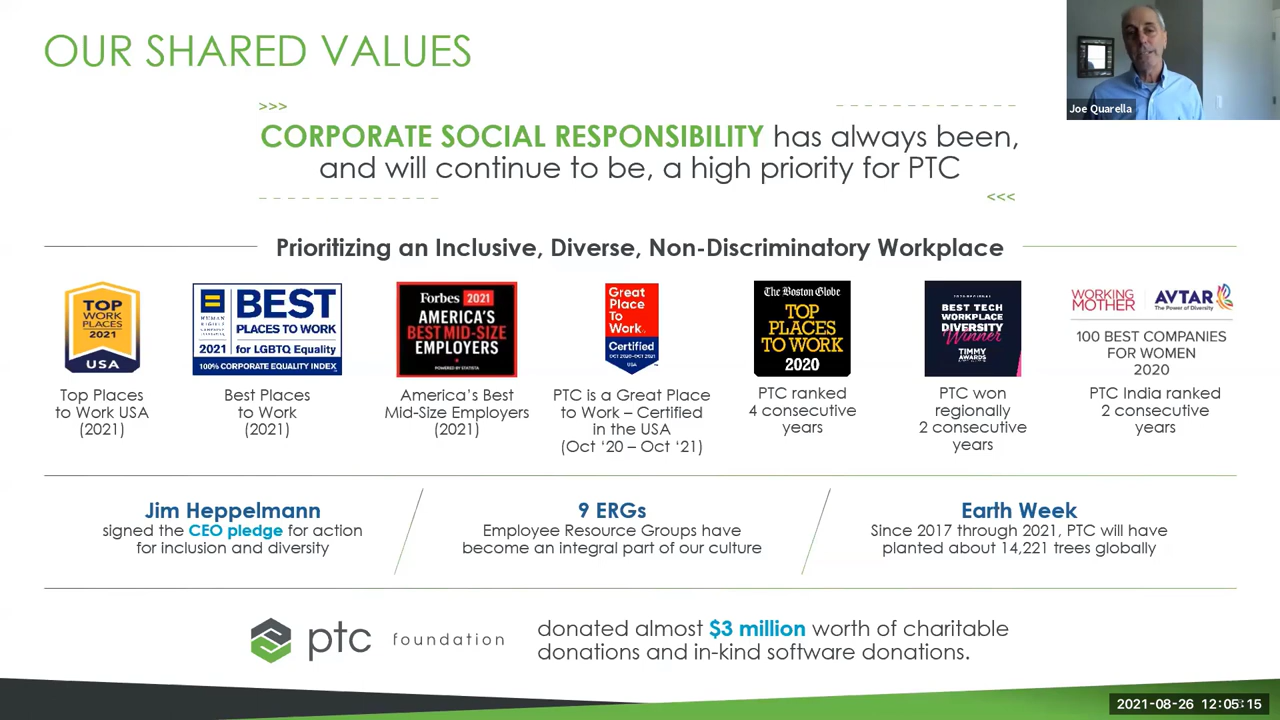 OUR SHARED VALUES
Joe Quarella
>>>
CORPORATE SOCIAL RESPONSIBILITY has always been,
and will continue to be, a high priority for PTC
<<<
Prioritizing an Inclusive, Diverse, Non-Discriminatory Workplace
TOP
WORK
PLACES
2021
USA
BEST
PLACES TO WORK
2021 for LGBTQ Equality
100% CORPORATE EQUALITY INDEX
Forbes 2021
AMERICA'S
BEST MID-SIZE
EMPLOYERS
POWERED BY STATISTA
Great
Place
To
Work.
Certified
OCT 2020-OCT 2021
USA
The Boston Globe
TOP
PLACES
TO WORK
2020
BEST TECH
WORKPLACE
DIVERSITY
Winner
TIMMY
AWARDS
WORKING
MOTHER
AVTAR
The Power of Diversity
100 BEST COMPANIES
FOR WOMEN
2020
Top Places
to Work USA
(2021)
Best Places
to Work
(2021)
America's Best
Mid-Size Employers
(2021)
PTC is a Great Place
to Work – Certified
in the USA
(Oct '20 – Oct '21)
PTC ranked
4 consecutive
years
PTC won
regionally
2 consecutive
years
PTC India ranked
2 consecutive
years
Jim Heppelmann
signed the CEO pledge for action
for inclusion and diversity
9 ERGs
Employee Resource Groups have
become an integral part of our culture
Earth Week
Since 2017 through 2021, PTC will have
planted about 14,221 trees globally
ptc foundation
donated almost $3 million worth of charitable
donations and in-kind software donations.
2021-08-26 12:05:15